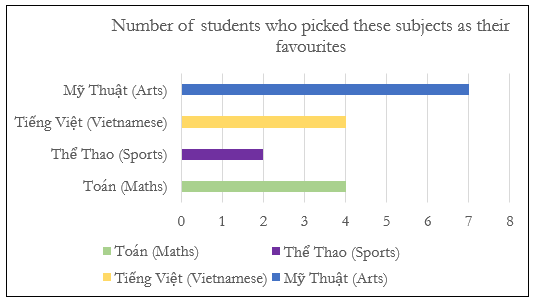 Number of students who picked these subjects as their
favourites
Mỹ Thuật (Arts)
Tiếng Việt (Vietnamese)
Thể Thao (Sports)
Toán (Maths)
0 1 2 3 4 5 6 7 8
Toán (Maths) Thể Thao (Sports)
Tiếng Việt (Vietnamese) Mỹ Thuật (Arts)